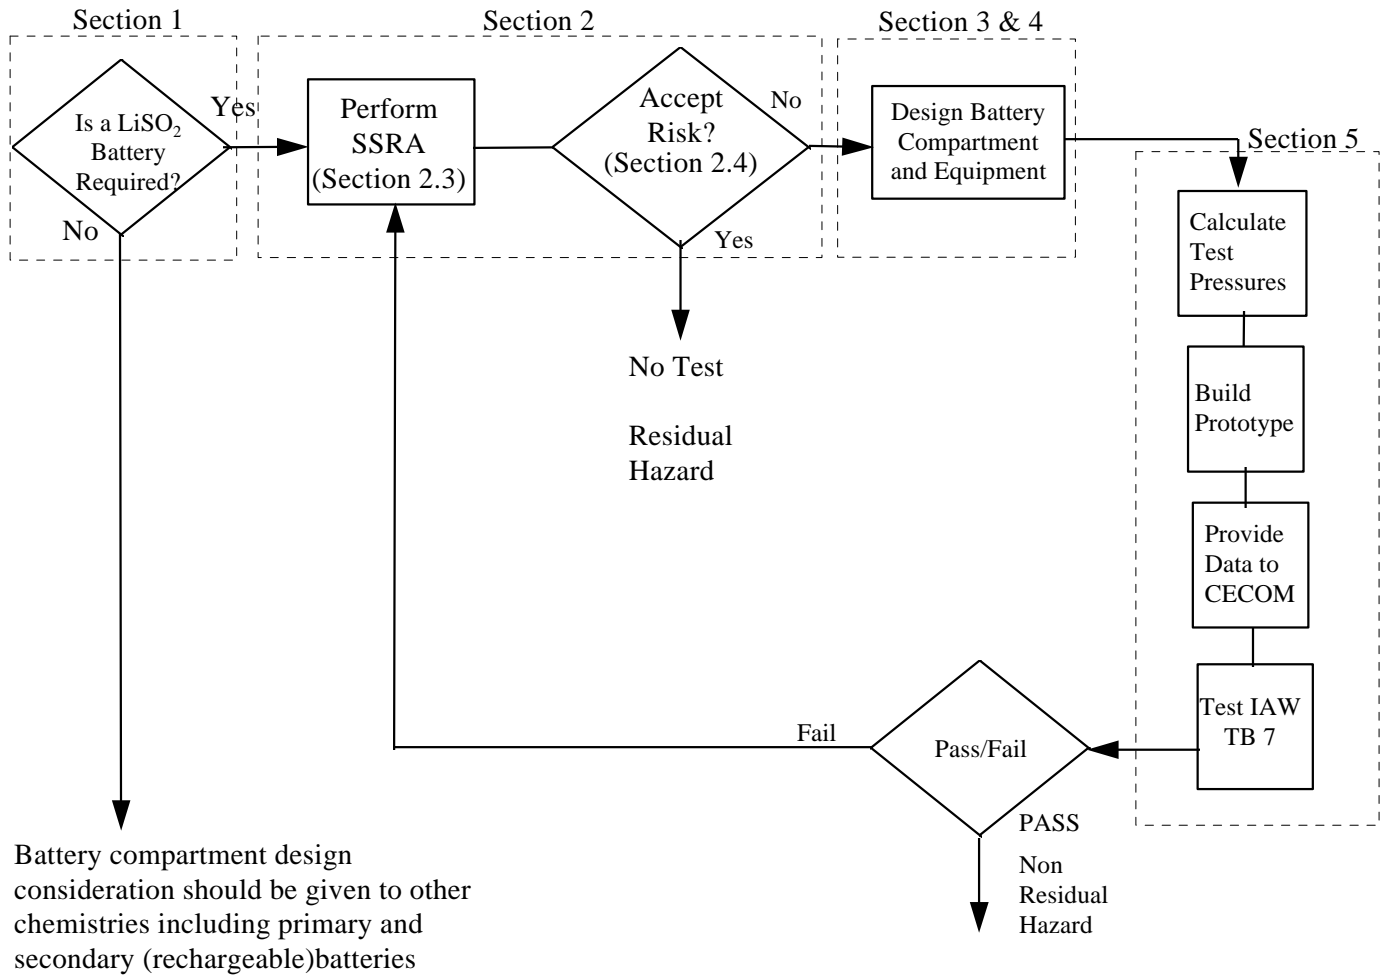 Section 1
Section 2
Section 3 & 4
Section 5
Is a LiSO₂
Battery
Required?
Yes
No
Perform
SSRA
(Section 2.3)
Accept
Risk?
(Section 2.4)
No
Yes
No Test
Residual
Hazard
Design Battery
Compartment
and Equipment
Calculate
Test
Pressures
Build
Prototype
Provide
Data to
CECOM
Test IAW
TB 7
Pass/Fail
Fail
PASS
Non
Residual
Hazard
Battery compartment design
consideration should be given to other
chemistries including primary and
secondary (rechargeable)batteries